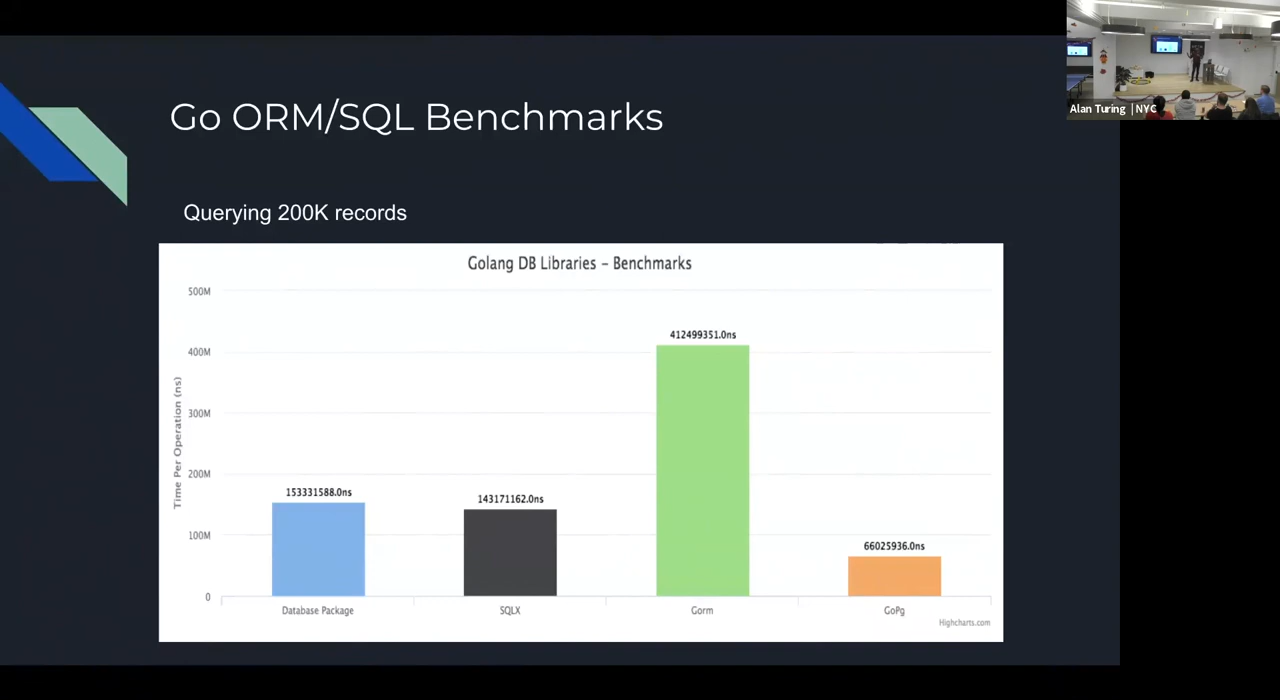 Go ORM/SQL Benchmarks
Alan Turing | NYC
Querying 200K records
Golang DB Libraries – Benchmarks
Time Per Operation (ns)
500M
400M
300M
200M
100M
0
153331588.0ns
143171162.0ns
412499351.0ns
66025936.0ns
Database Package
SQLX
Gorm
GoPg
Highcharts.com